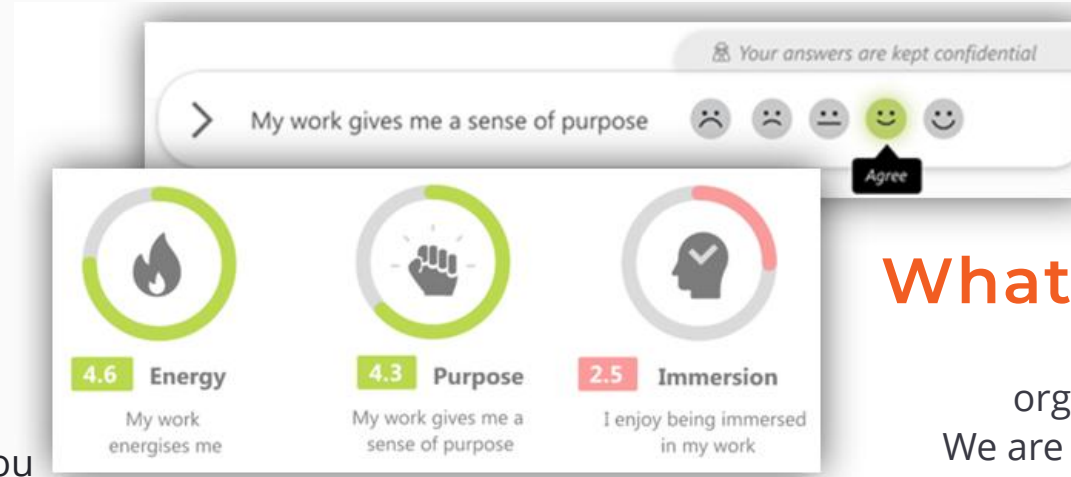 Your answers are kept confidential
My work gives me a sense of purpose
Agree
4.6 Energy
My work
energises me
4.3 Purpose
My work gives me a
sense of purpose
2.5 Immersion
I enjoy being immersed
in my work
What
org
We are
ou